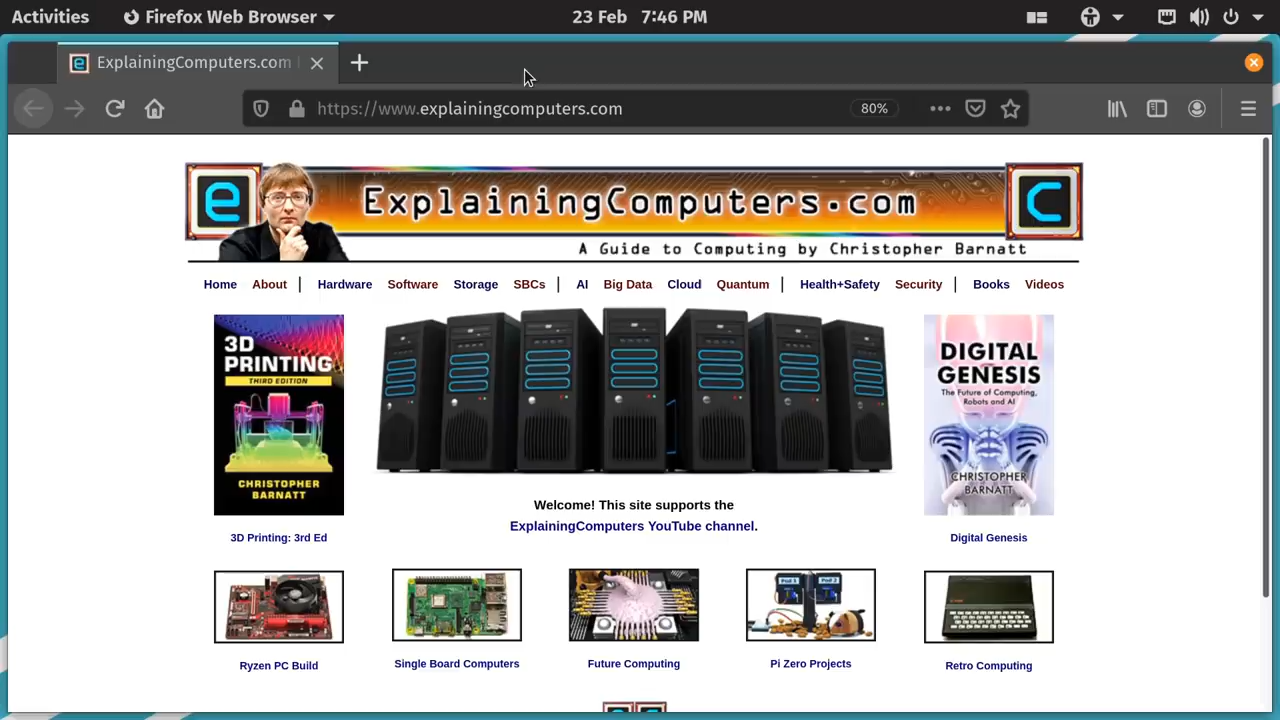 Activities Firefox Web Browser 23 Feb 7:46 PM
ExplainingComputers.com
https://www.explainingcomputers.com 80%
e ExplainingComputers.com C
A Guide to Computing by Christopher Barnatt
Home About | Hardware Software Storage SBCs | AI Big Data Cloud Quantum | Health+Safety Security | Books Videos
3D
PRINTING
THIRD EDITION
CHRISTOPHER
BARNATT
3D Printing: 3rd Ed
Welcome! This site supports the
ExplainingComputers YouTube channel.
DIGITAL
GENESIS
The Future of Computing,
Robots and AI
CHRISTOPHER
BARNATT
Digital Genesis
Pod 1 Pod 2
Ryzen PC Build
Single Board Computers
Future Computing
Pi Zero Projects
Retro Computing